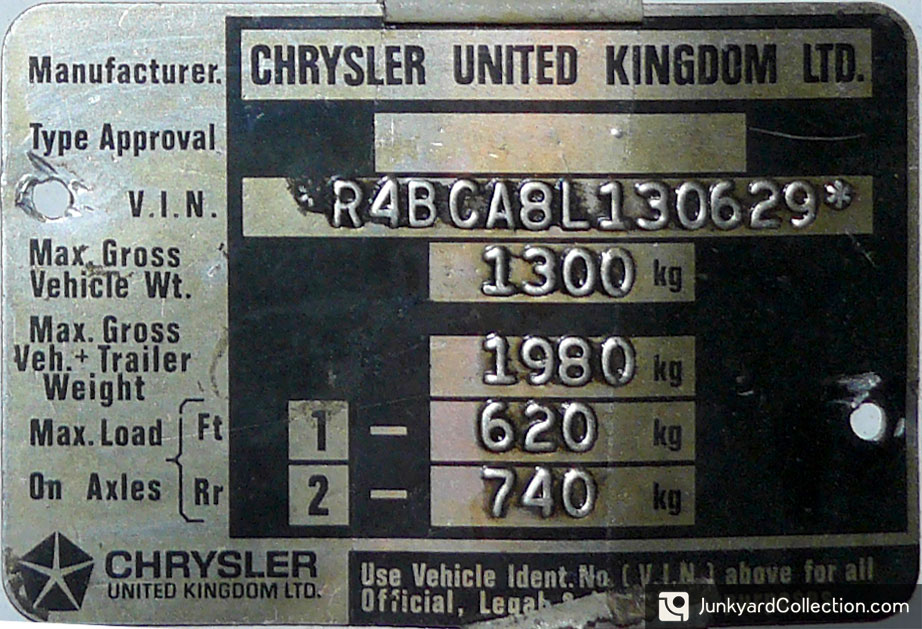 Manufacturer. CHRYSLER UNITED KINGDOM LTD.
Type Approval
V.I.N. *R4BCA8L130629*
Max. Gross
Vehicle Wt. 1300 kg
Max. Gross
Veh. + Trailer
Weight 1980 kg
Max. Load Ft 1 - 620 kg
On Axles Rr 2 - 740 kg
CHRYSLER
UNITED KINGDOM LTD.
Use Vehicle Ident. No. (V.I.N.) above for all
Official, Legal
JunkyardCollection.com